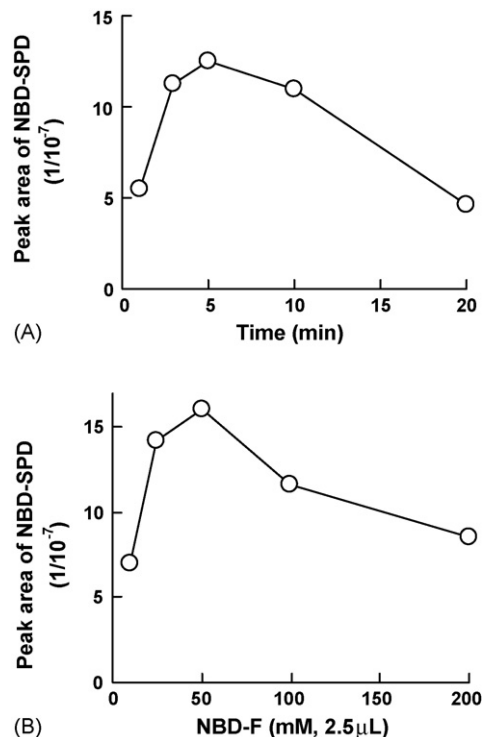 15
10
5
0
Peak area of NBD-SPD
(1/10⁻⁷)
0 5 10 15 20
(A) Time (min)
15
10
5
0
Peak area of NBD-SPD
(1/10⁻⁷)
0 50 100 150 200
(B) NBD-F (mM, 2.5μL)